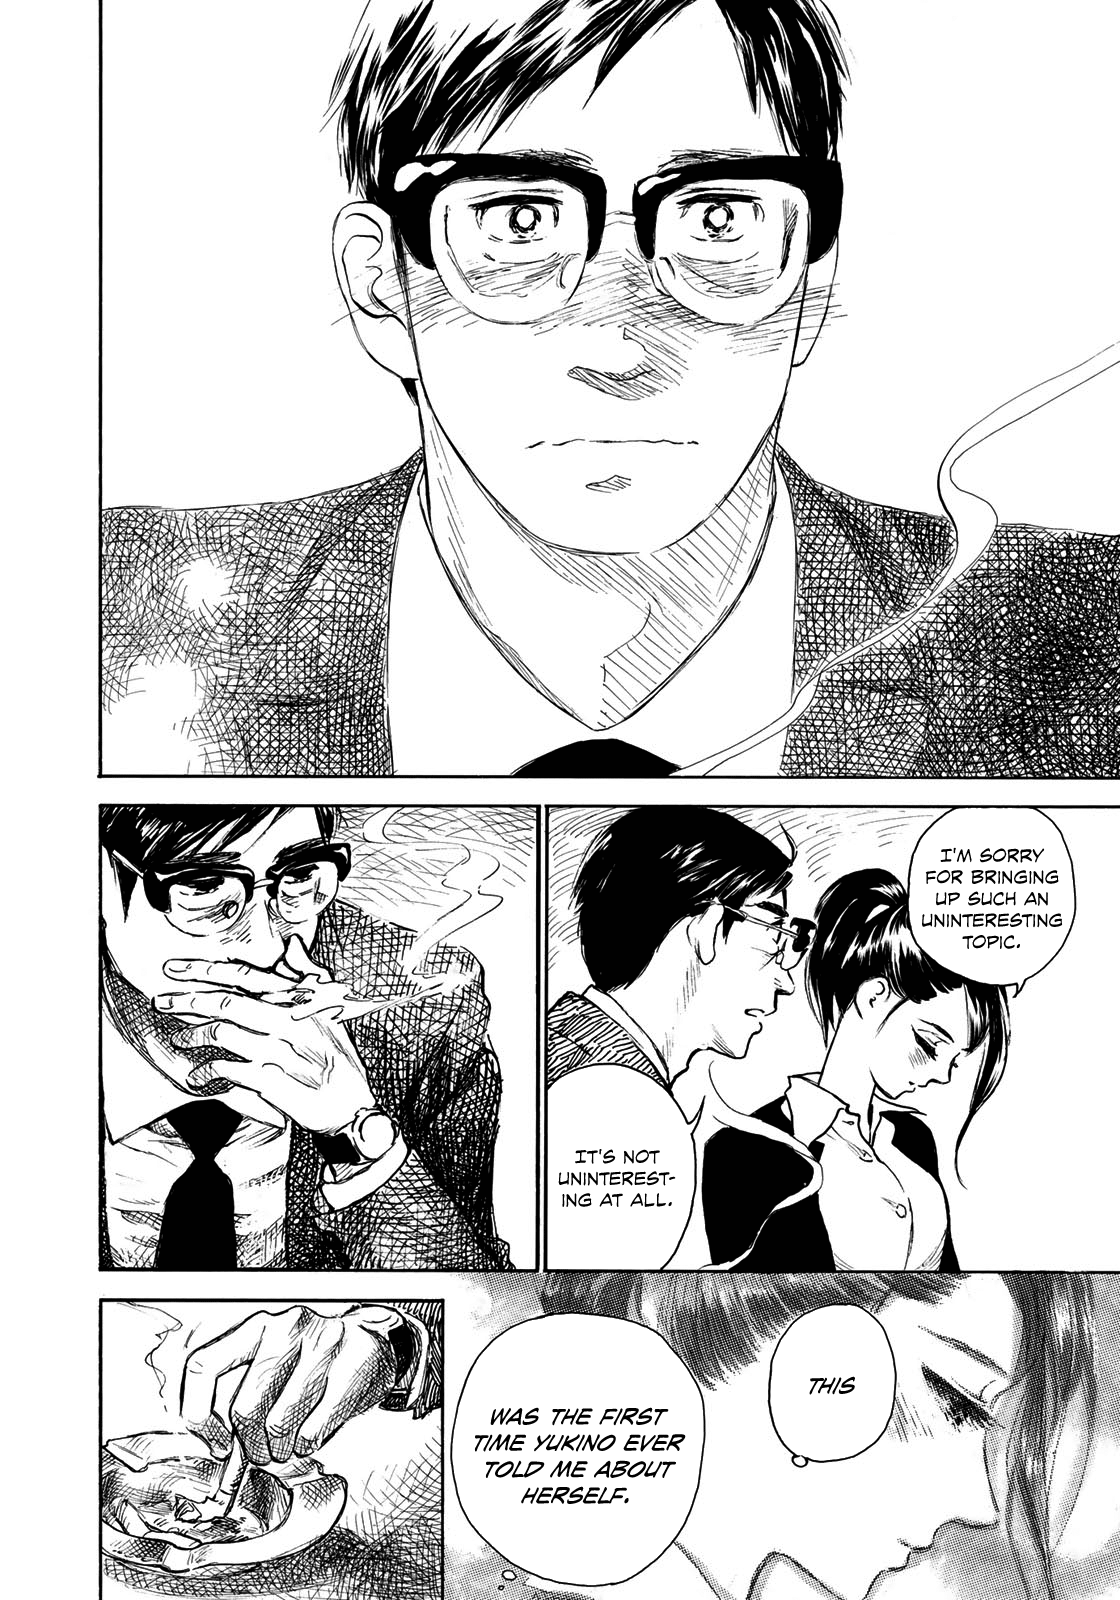 I'M SORRY
FOR BRINGING
UP SUCH AN
UNINTERESTING
TOPIC.
IT'S NOT
UNINTEREST-
ING AT ALL.
THIS
WAS THE FIRST
TIME YUKINO EVER
TOLD ME ABOUT
HERSELF.